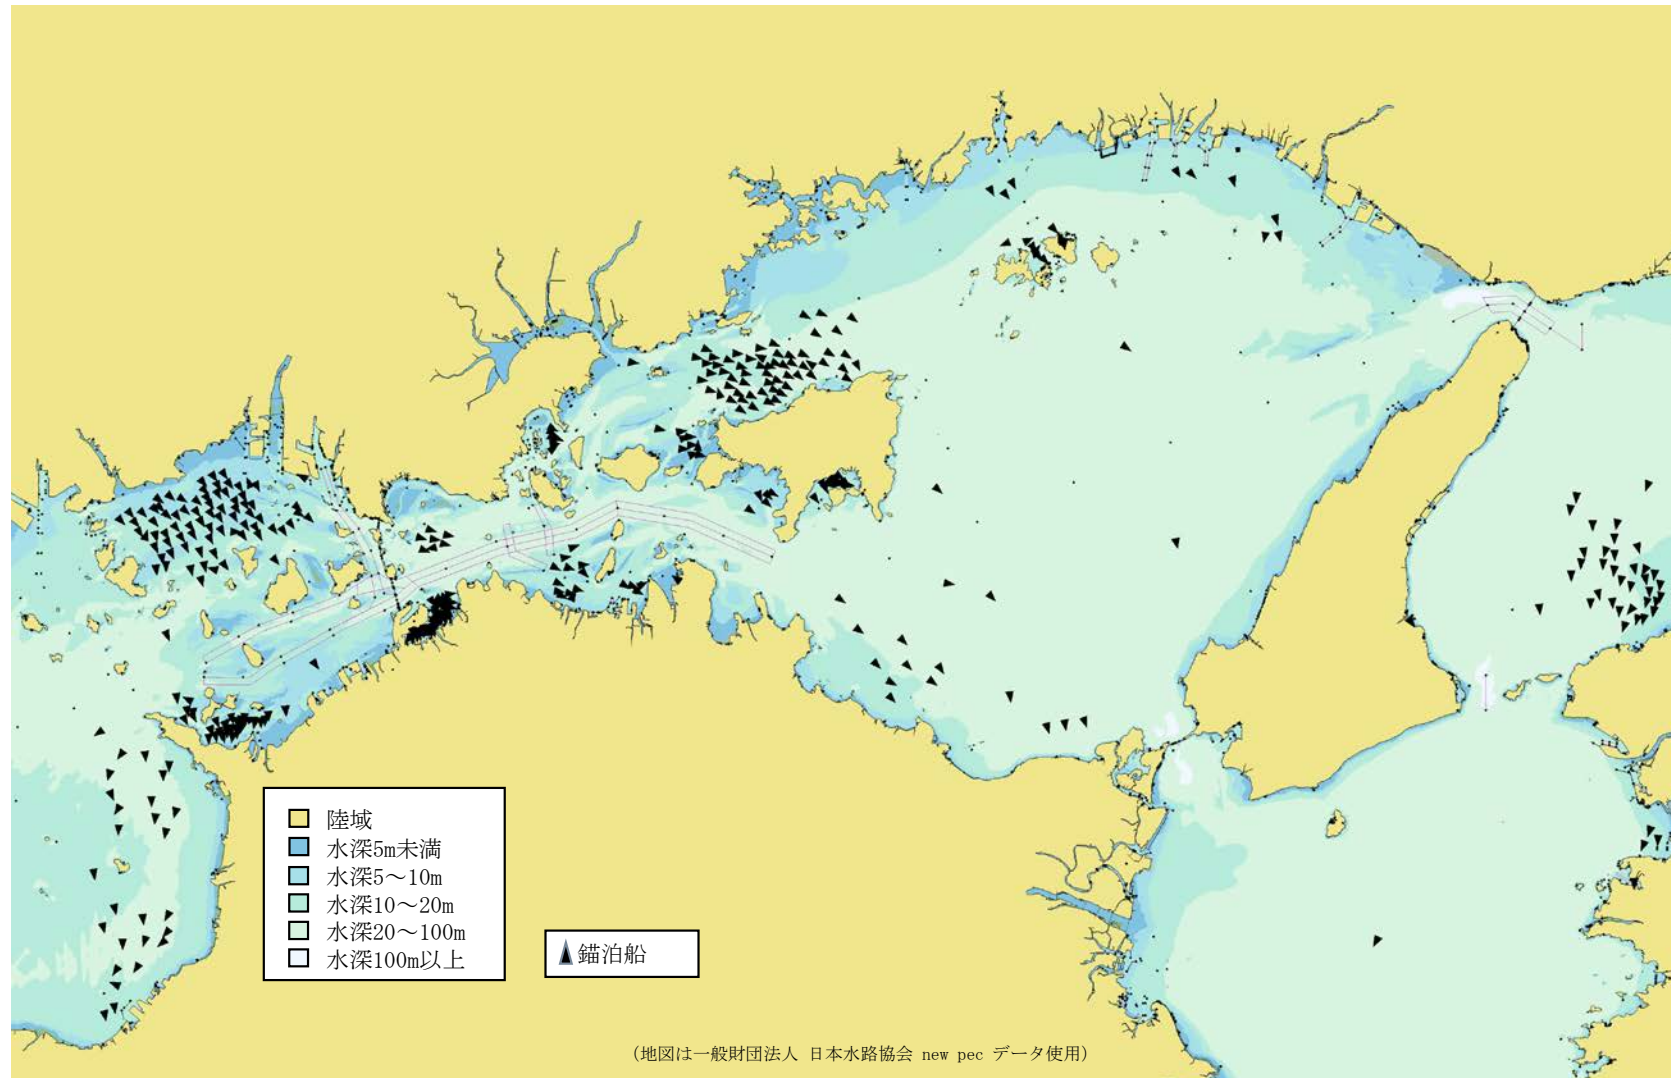 陸域
水深5m未満
水深5～10m
水深10～20m
水深20～100m
水深100m以上
錨泊船
(地図は一般財団法人 日本水路協会 new pec データ使用)